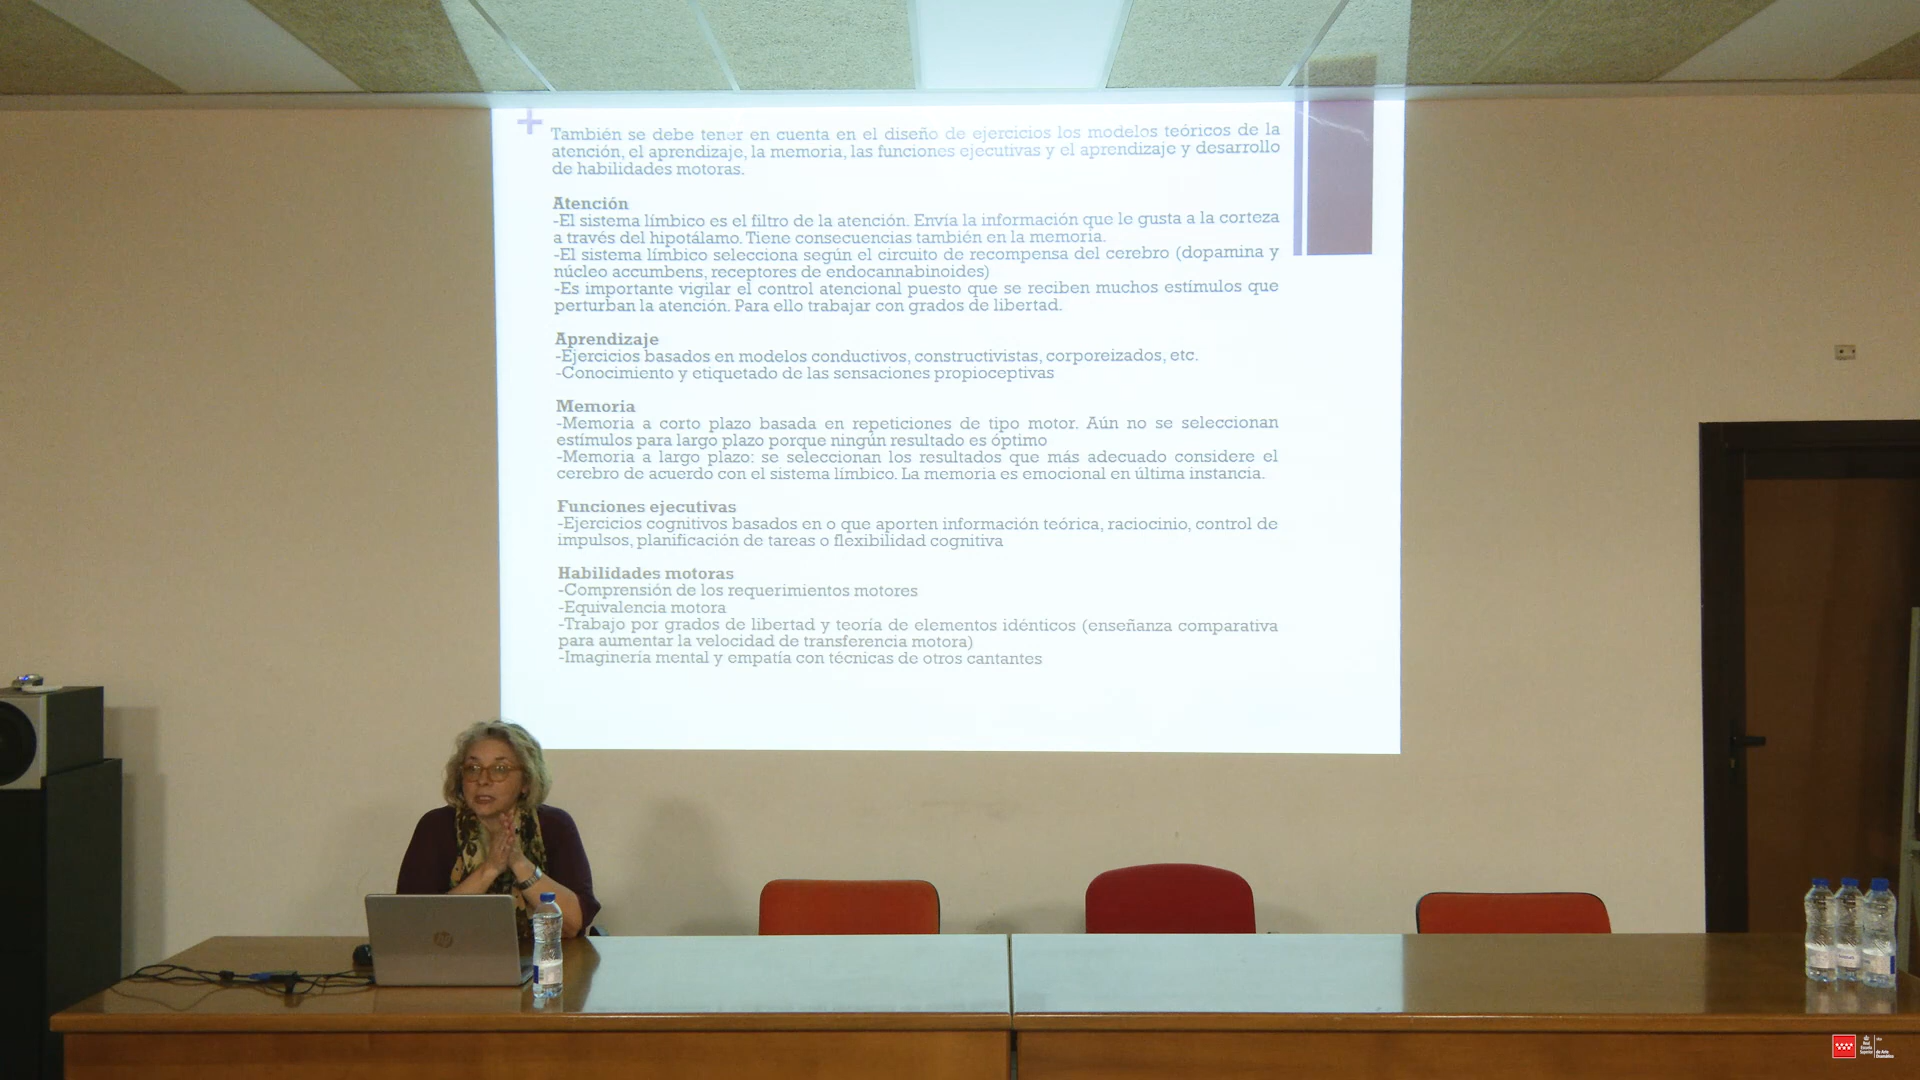 +
También se debe tener en cuenta en el diseño de ejercicios los modelos teóricos de la
atención, el aprendizaje, la memoria, las funciones ejecutivas y el aprendizaje y desarrollo
de habilidades motoras.
Atención
-El sistema límbico es el filtro de la atención. Envía la información que le gusta a la corteza
a través del hipotálamo. Tiene consecuencias también en la memoria.
-El sistema límbico selecciona según el circuito de recompensa del cerebro (dopamina y
núcleo accumbens, receptores de endocannabinoides)
-Es importante vigilar el control atencional puesto que se reciben muchos estímulos que
perturban la atención. Para ello trabajar con grados de libertad.
Aprendizaje
-Ejercicios basados en modelos conductivos, constructivistas, corporeizados, etc.
-Conocimiento y etiquetado de las sensaciones propioceptivas
Memoria
-Memoria a corto plazo basada en repeticiones de tipo motor. Aún no se seleccionan
estímulos para largo plazo porque ningún resultado es óptimo
-Memoria a largo plazo: se seleccionan los resultados que más adecuado considere el
cerebro de acuerdo con el sistema límbico. La memoria es emocional en última instancia.
Funciones ejecutivas
-Ejercicios cognitivos basados en o que aporten información teórica, raciocinio, control de
impulsos, planificación de tareas o flexibilidad cognitiva
Habilidades motoras
-Comprensión de los requerimientos motores
-Equivalencia motora
-Trabajo por grados de libertad y teoría de elementos idénticos (enseñanza comparativa
para aumentar la velocidad de transferencia motora)
-Imaginería mental y empatía con técnicas de otros cantantes
hp
Real
Escuela
Superior
de Arte
Dramático